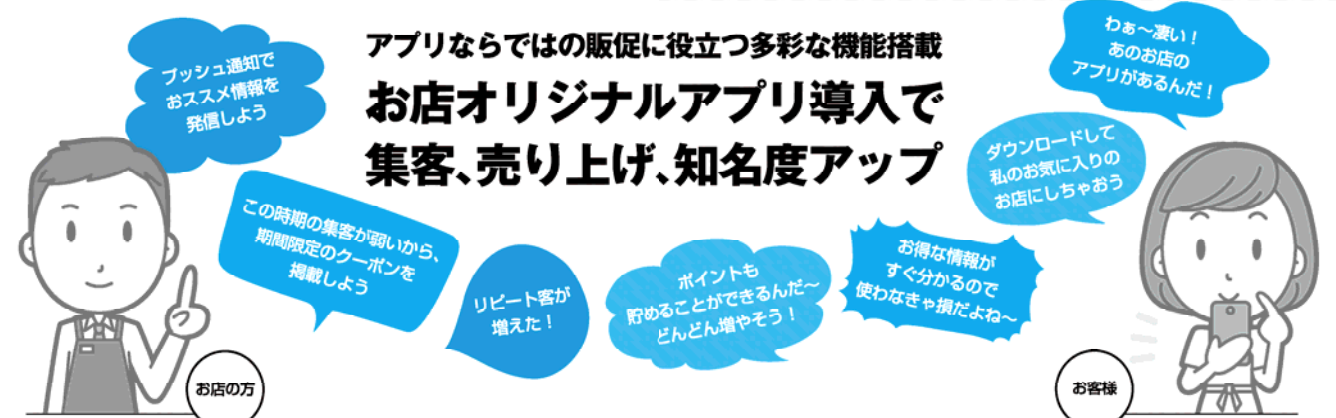 アプリならではの販促に役立つ多彩な機能搭載
お店オリジナルアプリ導入で
集客、売り上げ、知名度アップ
プッシュ通知で
おススメ情報を
発信しよう
この時期の集客が弱いから、
期間限定のクーポンを
掲載しよう
リピート客が
増えた！
ポイントも
貯めることができるんだ〜
どんどん増やそう！
お得な情報が
すぐ分かるので
使わなきゃ損だよね〜
ダウンロードして
私のお気に入りの
お店にしちゃおう
わぁ〜凄い！
あのお店の
アプリがあるんだ！
お店の方
お客様